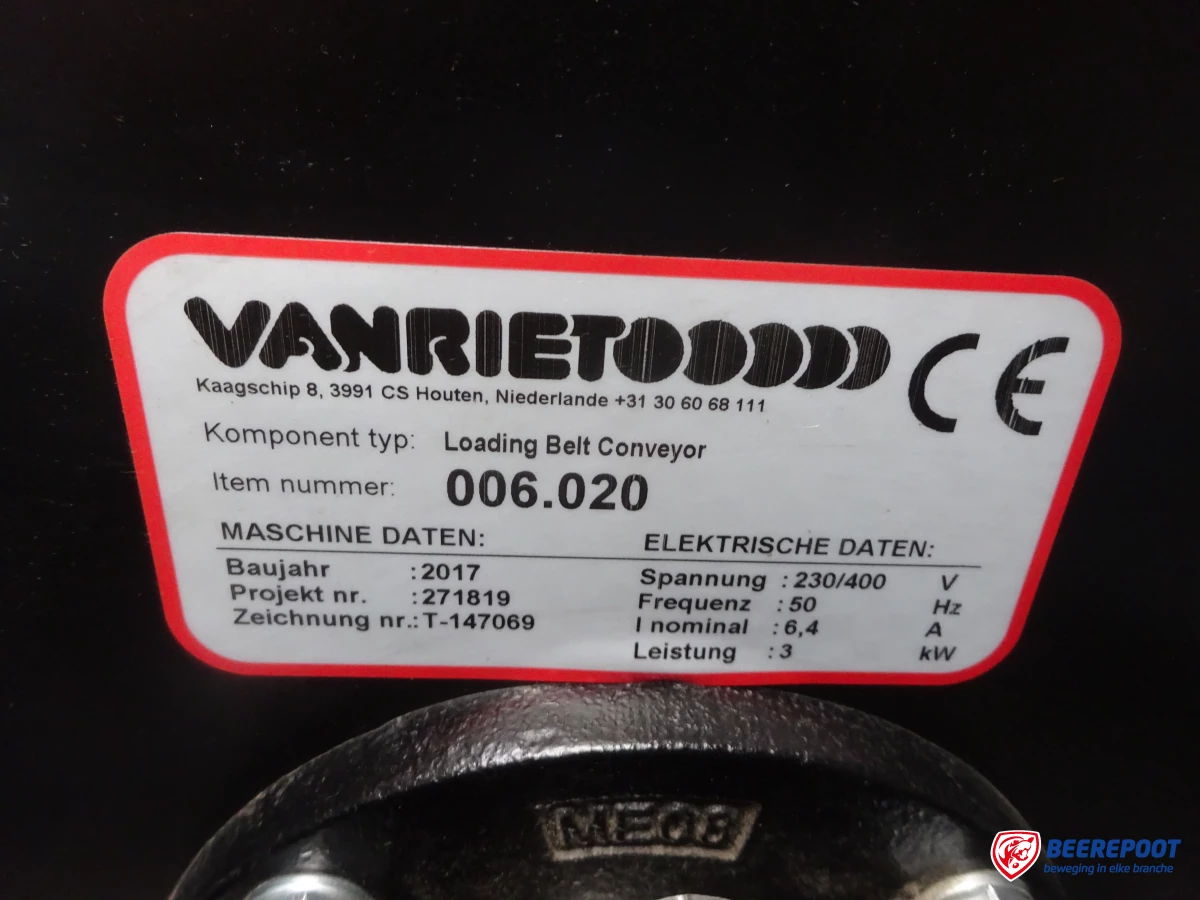 VANRIET
CE
Kaagschip 8, 3991 CS Houten, Niederlande +31 30 60 68 111
Komponent typ: Loading Belt Conveyor
Item nummer: 006.020
MASCHINE DATEN:
Baujahr :2017
Projekt nr. :271819
Zeichnung nr.:T-147069
ELEKTRISCHE DATEN:
Spannung :230/400 V
Frequenz :50 Hz
I nominal :6,4 A
Leistung :3 kW
BEEREPOOT
beweging in elke branche